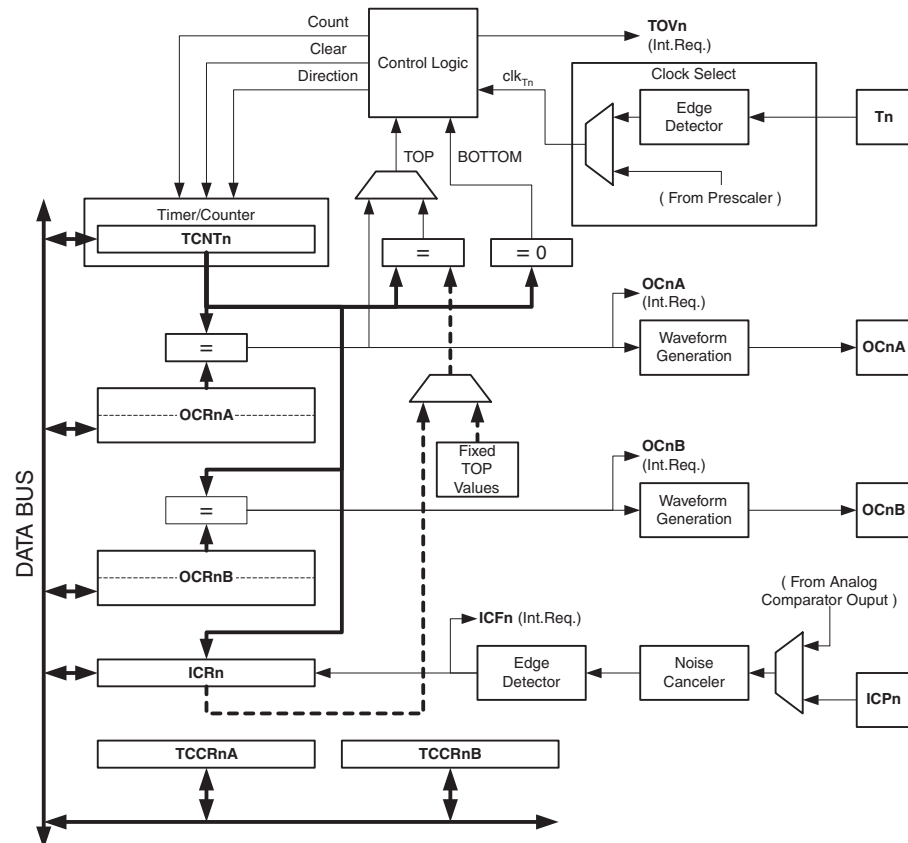 Count
Clear
Direction
Control Logic
TOVn
(Int.Req.)
clkTn
TOP
BOTTOM
Clock Select
Edge
Detector
Tn
( From Prescaler )
Timer/Counter
TCNTn
=
= 0
=
OCRnA
OCnA
(Int.Req.)
Waveform
Generation
OCnA
Fixed
TOP
Values
=
OCRnB
OCnB
(Int.Req.)
Waveform
Generation
OCnB
DATA BUS
( From Analog
Comparator Ouput )
ICFn (Int.Req.)
ICRn
Edge
Detector
Noise
Canceler
ICPn
TCCRnA
TCCRnB